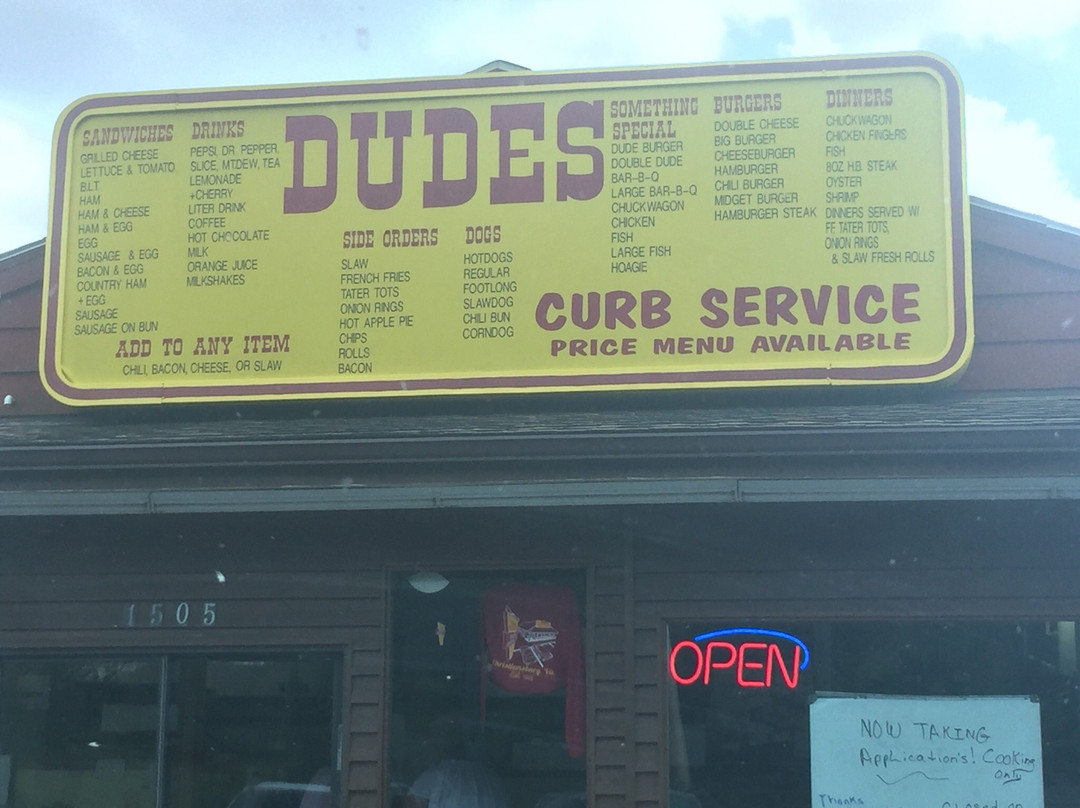 DUDES
SANDWICHES
GRILLED CHEESE
LETTUCE & TOMATO
B.L.T
HAM
HAM & CHEESE
HAM & EGG
EGG
SAUSAGE & EGG
BACON & EGG
COUNTRY HAM
+ EGG
SAUSAGE
SAUSAGE ON BUN
DRINKS
PEPSI, DR PEPPER,
SLICE, MT.DEW, TEA
LEMONADE
+CHERRY
LITER DRINK
COFFEE
HOT CHOCOLATE
MILK
ORANGE JUICE
MILKSHAKES
ADD TO ANY ITEM
CHILI, BACON, CHEESE, OR SLAW
SIDE ORDERS
SLAW
FRENCH FRIES
TATER TOTS
ONION RINGS
HOT APPLE PIE
CHIPS
ROLLS
BACON
DOGS
HOTDOGS
REGULAR
FOOTLONG
SLAWDOG
CHILI BUN
CORNDOG
SOMETHING
SPECIAL
DUDE BURGER
DOUBLE DUDE
BAR-B-Q
LARGE BAR-B-Q
CHUCKWAGON
CHICKEN
FISH
LARGE FISH
HOAGIE
BURGERS
DOUBLE CHEESE
BIG BURGER
CHEESEBURGER
HAMBURGER
CHILI BURGER
MIDGET BURGER
HAMBURGER STEAK
DINNERS
CHUCKWAGON
CHICKEN FINGERS
FISH
8OZ H.B. STEAK
OYSTER
SHRIMP
DINNERS SERVED W/
FF, TATER TOTS,
ONION RINGS
& SLAW FRESH ROLLS
CURB SERVICE
PRICE MENU AVAILABLE
1505
Christiansburg, Va.
OPEN
NOW TAKING
Application's! Cooking
only
Thanks